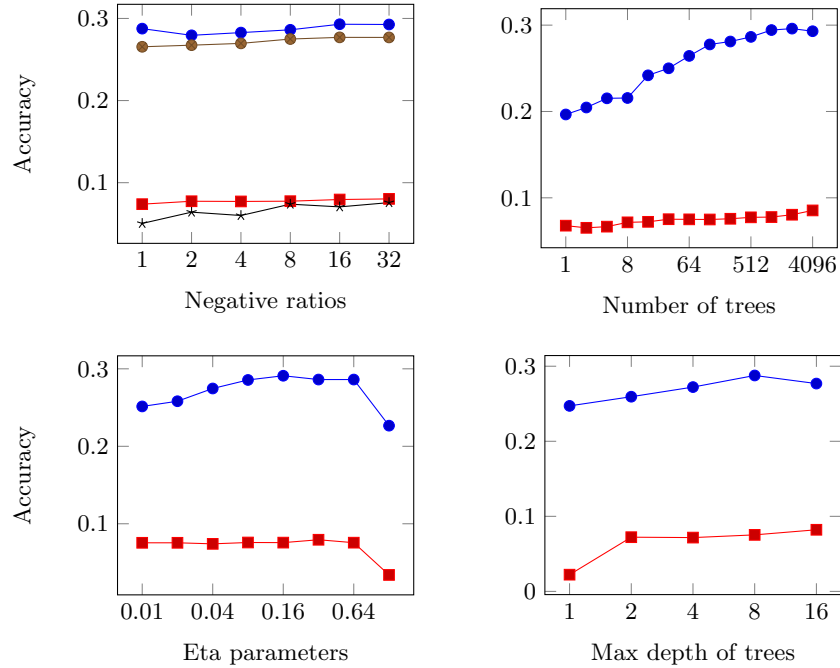 0.3
0.2
0.1
Accuracy
1 2 4 8 16 32
Negative ratios
0.3
0.2
0.1
1 8 64 512 4096
Number of trees
0.3
0.2
0.1
Accuracy
0.01 0.04 0.16 0.64
Eta parameters
0.3
0.2
0.1
0
1 2 4 8 16
Max depth of trees